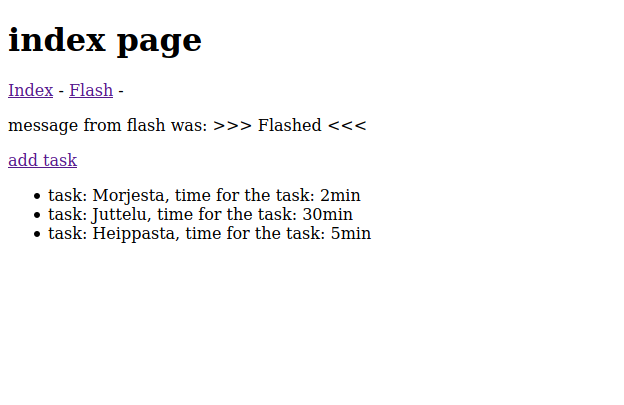 index page
Index - Flash -
message from flash was: >>> Flashed <<<
add task
• task: Morjesta, time for the task: 2min
• task: Juttelu, time for the task: 30min
• task: Heippasta, time for the task: 5min